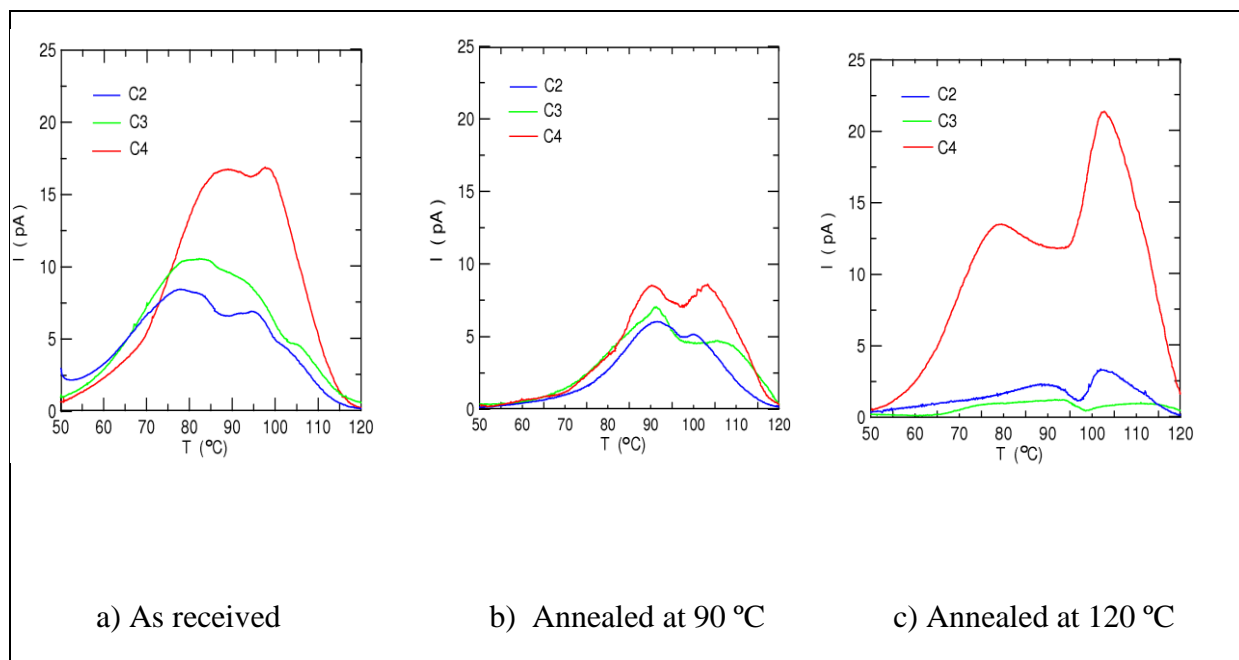 25
20
15
10
5
0
I ( pA )
C2
C3
C4
50 60 70 80 90 100 110 120
T (ºC)
25
20
15
10
5
0
I ( pA )
C2
C3
C4
50 60 70 80 90 100 110 120
T (ºC)
25
20
15
10
5
0
I ( pA )
C2
C3
C4
50 60 70 80 90 100 110 120
T (ºC)
a) As received
b) Annealed at 90 ºC
c) Annealed at 120 ºC